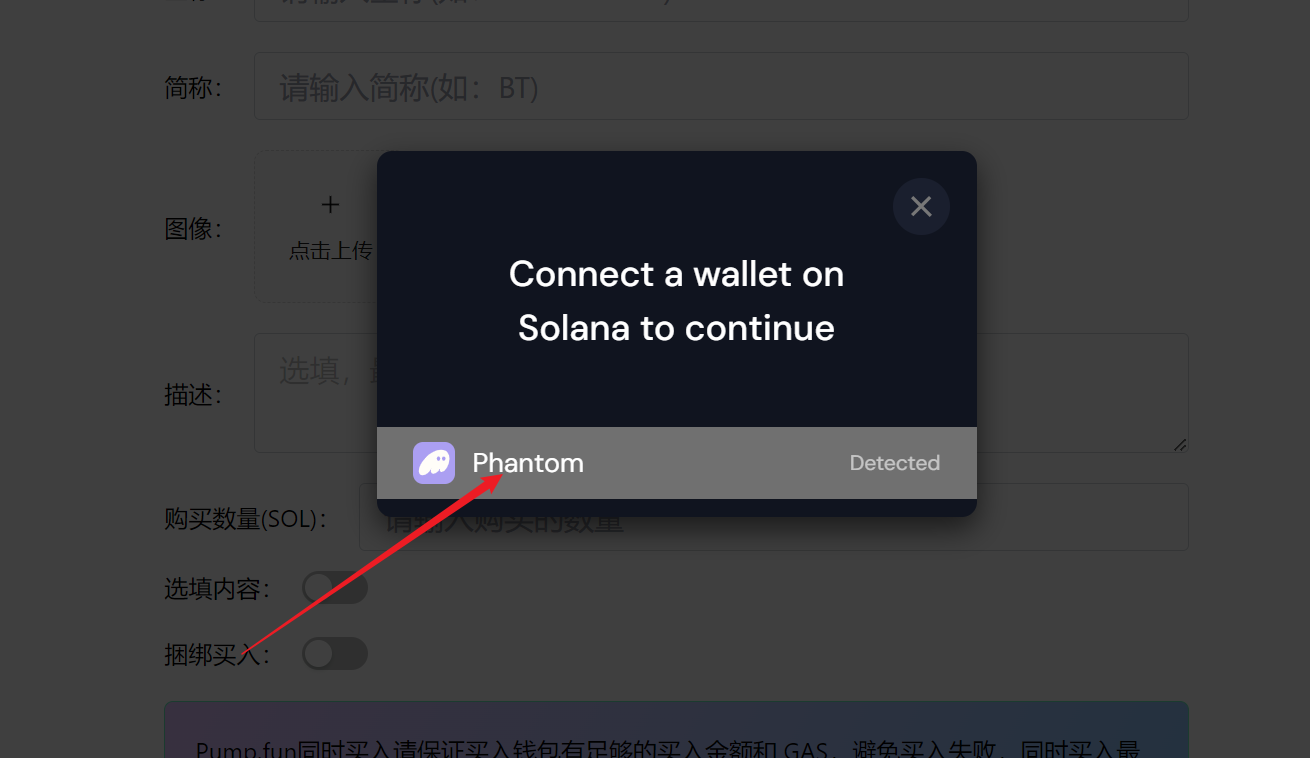 简称：
请输入简称(如：BT)
图像：
点击上传
Connect a wallet on
Solana to continue
描述：
选填，
Phantom
Detected
购买数量(SOL)：
请输入购买的数量
选填内容：
捆绑买入：
Pump.fun同时买入请保证买入钱包有足够的买入金额和 GAS，避免买入失败，同时买入最